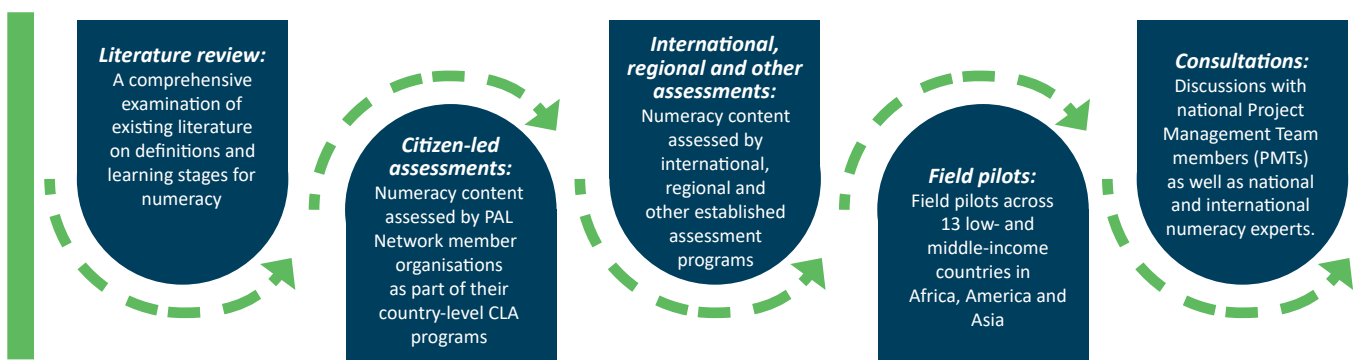 Literature review:
A comprehensive
examination of
existing literature
on definitions and
learning stages for
numeracy
Citizen-led
assessments:
Numeracy content
assessed by PAL
Network member
organisations
as part of their
country-level CLA
programs
International,
regional and other
assessments:
Numeracy content
assessed by
international,
regional and
other established
assessment
programs
Field pilots:
Field pilots across
13 low- and
middle-income
countries in
Africa, America and
Asia
Consultations:
Discussions with
national Project
Management Team
members (PMTs)
as well as national
and international
numeracy experts.